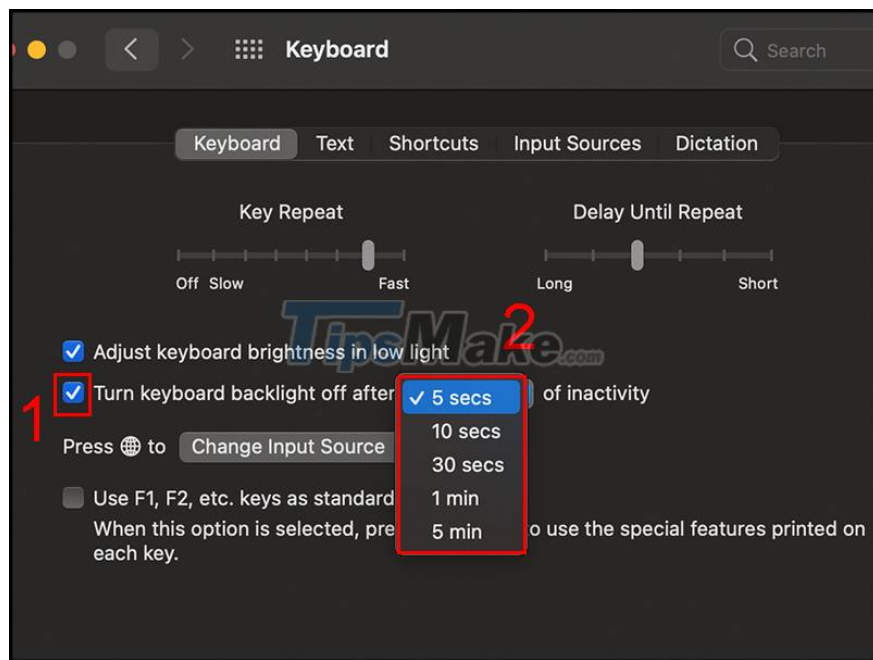 Keyboard
Search
Keyboard Text Shortcuts Input Sources Dictation
Key Repeat Delay Until Repeat
Off Slow Fast Long Short
TipsMake.com
2
Adjust keyboard brightness in low light
1
Turn keyboard backlight off after 5 secs of inactivity
10 secs
Press to Change Input Source
30 secs
Use F1, F2, etc. keys as standard 1 min
When this option is selected, pre 5 min o use the special features printed on
each key.